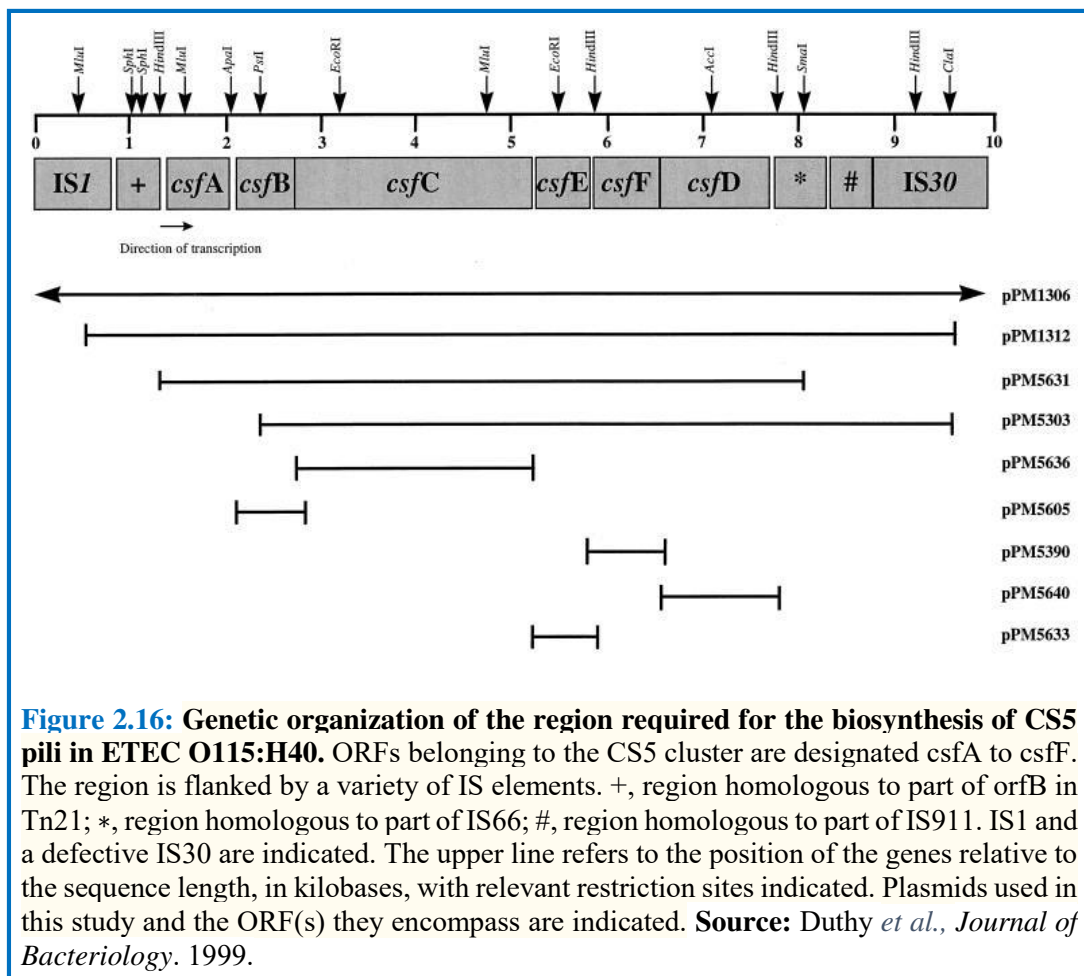 MluI
SphI
SphI
HindIII
MluI
ApaI
PstI
EcoRI
MluI
EcoRI
HindIII
AccI
HindIII
SmaI
HindIII
ClaI
0 1 2 3 4 5 6 7 8 9 10
IS1 + csfA csfB csfC csfE csfF csfD * # IS30
Direction of transcription
pPM1306
pPM1312
pPM5631
pPM5303
pPM5636
pPM5605
pPM5390
pPM5640
pPM5633
Figure 2.16: Genetic organization of the region required for the biosynthesis of CS5
pili in ETEC O115:H40. ORFs belonging to the CS5 cluster are designated csfA to csfF.
The region is flanked by a variety of IS elements. +, region homologous to part of orfB in
Tn21; *, region homologous to part of IS66; #, region homologous to part of IS911. IS1 and
a defective IS30 are indicated. The upper line refers to the position of the genes relative to
the sequence length, in kilobases, with relevant restriction sites indicated. Plasmids used in
this study and the ORF(s) they encompass are indicated. Source: Duthy et al., Journal of
Bacteriology. 1999.